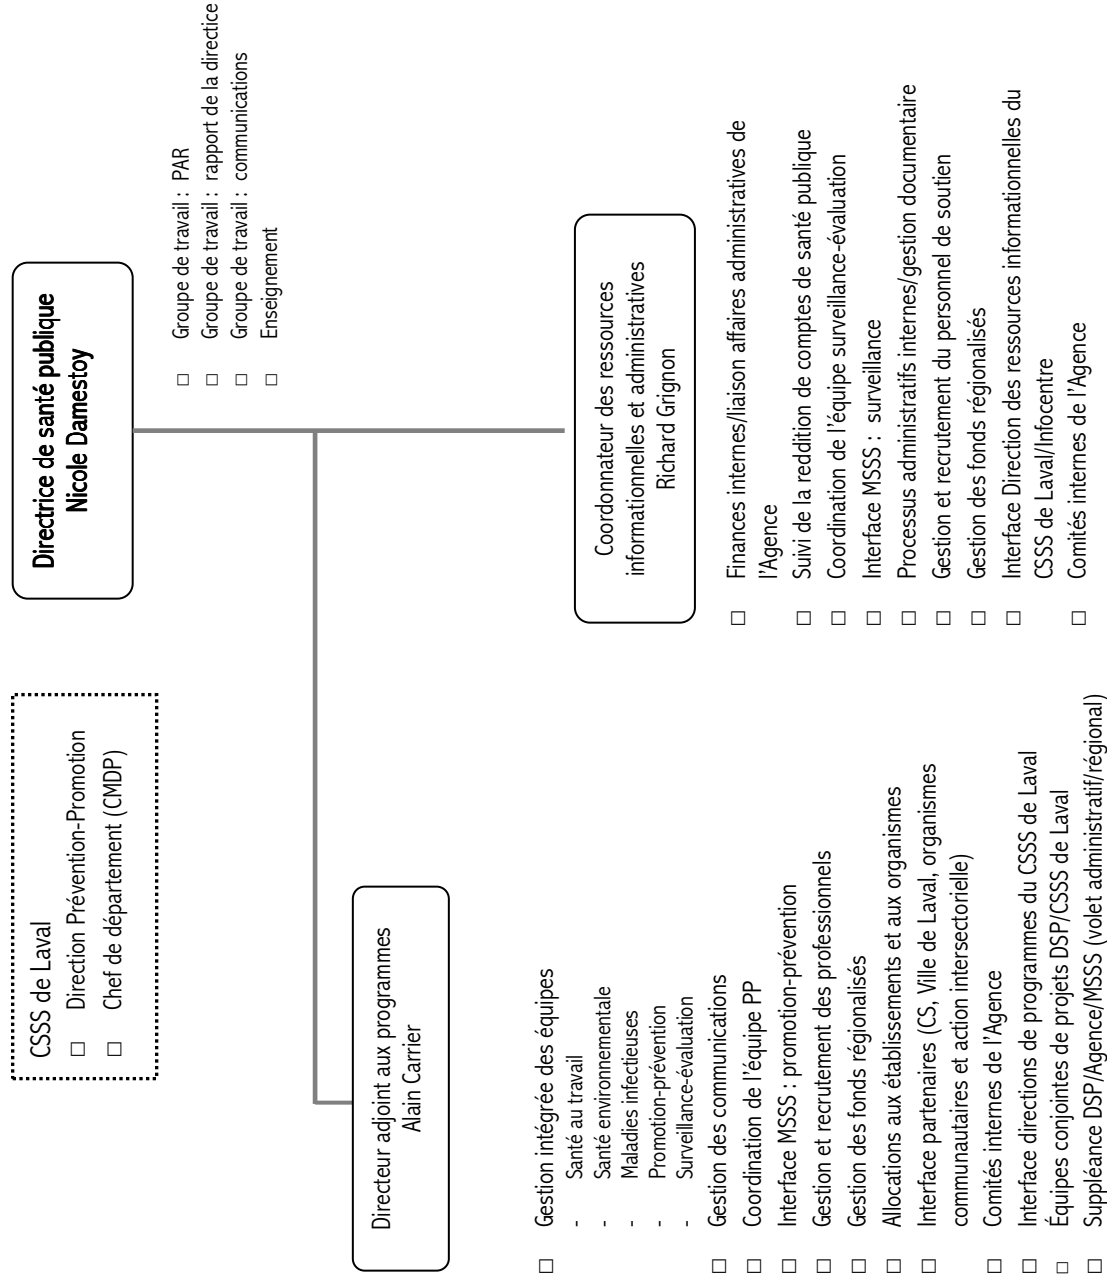 CSSS de Laval
□ Direction Prévention-Promotion
□ Chef de département (CMDP)
Directrice de santé publique
Nicole Damestoy
□ Groupe de travail : PAR
□ Groupe de travail : rapport de la directice
□ Groupe de travail : communications
□ Enseignement
Directeur adjoint aux programmes
Alain Carrier
□ Gestion intégrée des équipes
- Santé au travail
- Santé environnementale
- Maladies infectieuses
- Promotion-prévention
- Surveillance-évaluation
□ Gestion des communications
□ Coordination de l'équipe PP
□ Interface MSSS : promotion-prévention
□ Gestion et recrutement des professionnels
□ Gestion des fonds régionalisés
□ Allocations aux établissements et aux organismes
□ Interface partenaires (CS, Ville de Laval, organismes
communautaires et action intersectorielle)
□ Comités internes de l'Agence
□ Interface directions de programmes du CSSS de Laval
□ Équipes conjointes de projets DSP/CSSS de Laval
□ Suppléance DSP/Agence/MSSS (volet administratif/régional)
Coordonnateur des ressources
informationnelles et administratives
Richard Grignon
□ Finances internes/liaison affaires administratives de
l'Agence
□ Suivi de la reddition de comptes de santé publique
□ Coordination de l'équipe surveillance-évaluation
□ Interface MSSS : surveillance
□ Processus administratifs internes/gestion documentaire
□ Gestion et recrutement du personnel de soutien
□ Gestion des fonds régionalisés
□ Interface Direction des ressources informationnelles du
CSSS de Laval/Infocentre
□ Comités internes de l'Agence